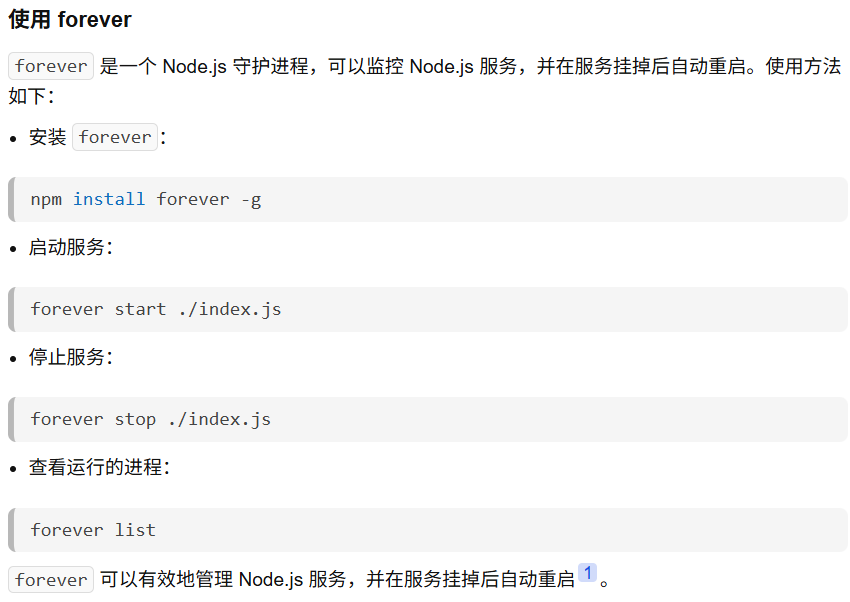 使用 forever
forever 是一个 Node.js 守护进程，可以监控 Node.js 服务，并在服务挂掉后自动重启。使用方法
如下：
• 安装 forever：
npm install forever -g
• 启动服务：
forever start ./index.js
• 停止服务：
forever stop ./index.js
• 查看运行的进程：
forever list
forever 可以有效地管理 Node.js 服务，并在服务挂掉后自动重启1。